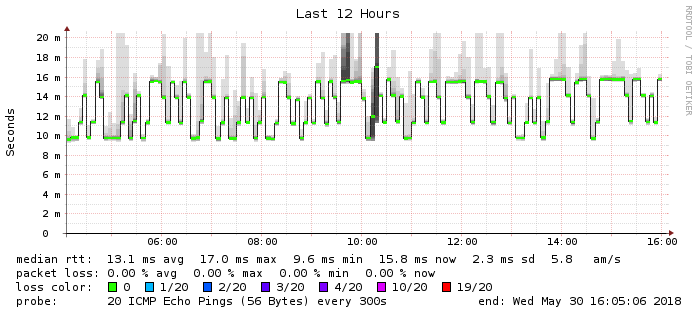 Last 12 Hours
RRDTOOL / TOBI OETIKER
Seconds
20 m
18 m
16 m
14 m
12 m
10 m
8 m
6 m
4 m
2 m
0
06:00 08:00 10:00 12:00 14:00 16:00
median rtt: 13.1 ms avg 17.0 ms max 9.6 ms min 15.8 ms now 2.3 ms sd 5.8 am/s
packet loss: 0.00 % avg 0.00 % max 0.00 % min 0.00 % now
loss color: 0 1/20 2/20 3/20 4/20 10/20 19/20
probe: 20 ICMP Echo Pings (56 Bytes) every 300s end: Wed May 30 16:05:06 2018